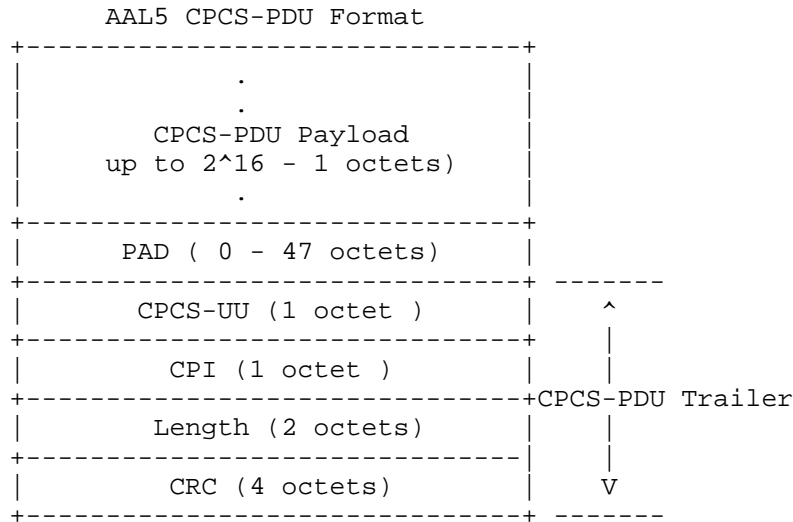 AAL5 CPCS-PDU Format
+-------------------------------+
|             .                 |
|             .                 |
|        CPCS-PDU Payload       |
|     up to 2^16 - 1 octets)    |
|             .                 |
+-------------------------------+
|      PAD ( 0 - 47 octets)     |
+-------------------------------+ -------
|       CPCS-UU (1 octet )      |    ^
+-------------------------------+    |
|         CPI (1 octet )        |    |
+-------------------------------+CPCS-PDU Trailer
|        Length (2 octets)      |    |
+-------------------------------|    |
|         CRC (4 octets)        |    V
+-------------------------------+ -------